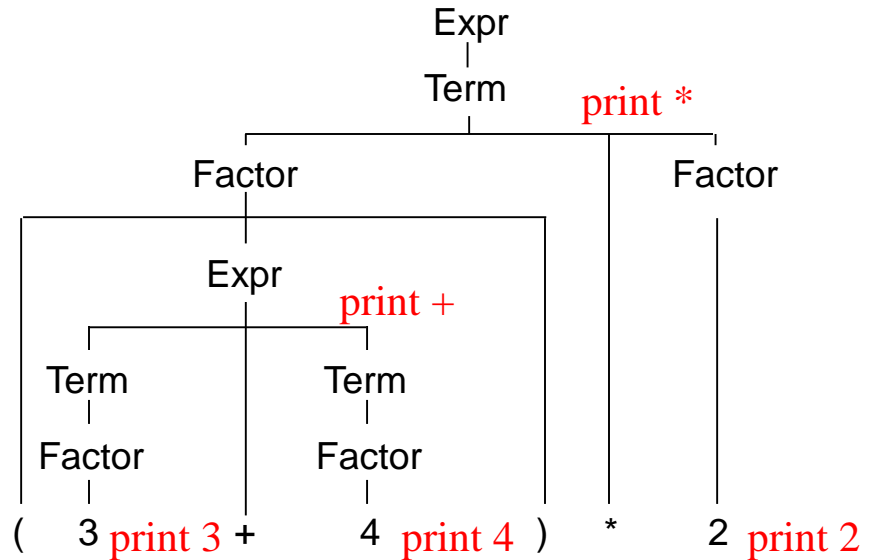 Expr
Term
print *
Factor Factor
Expr
print +
Term Term
Factor Factor
( 3 print 3 + 4 print 4 ) * 2 print 2